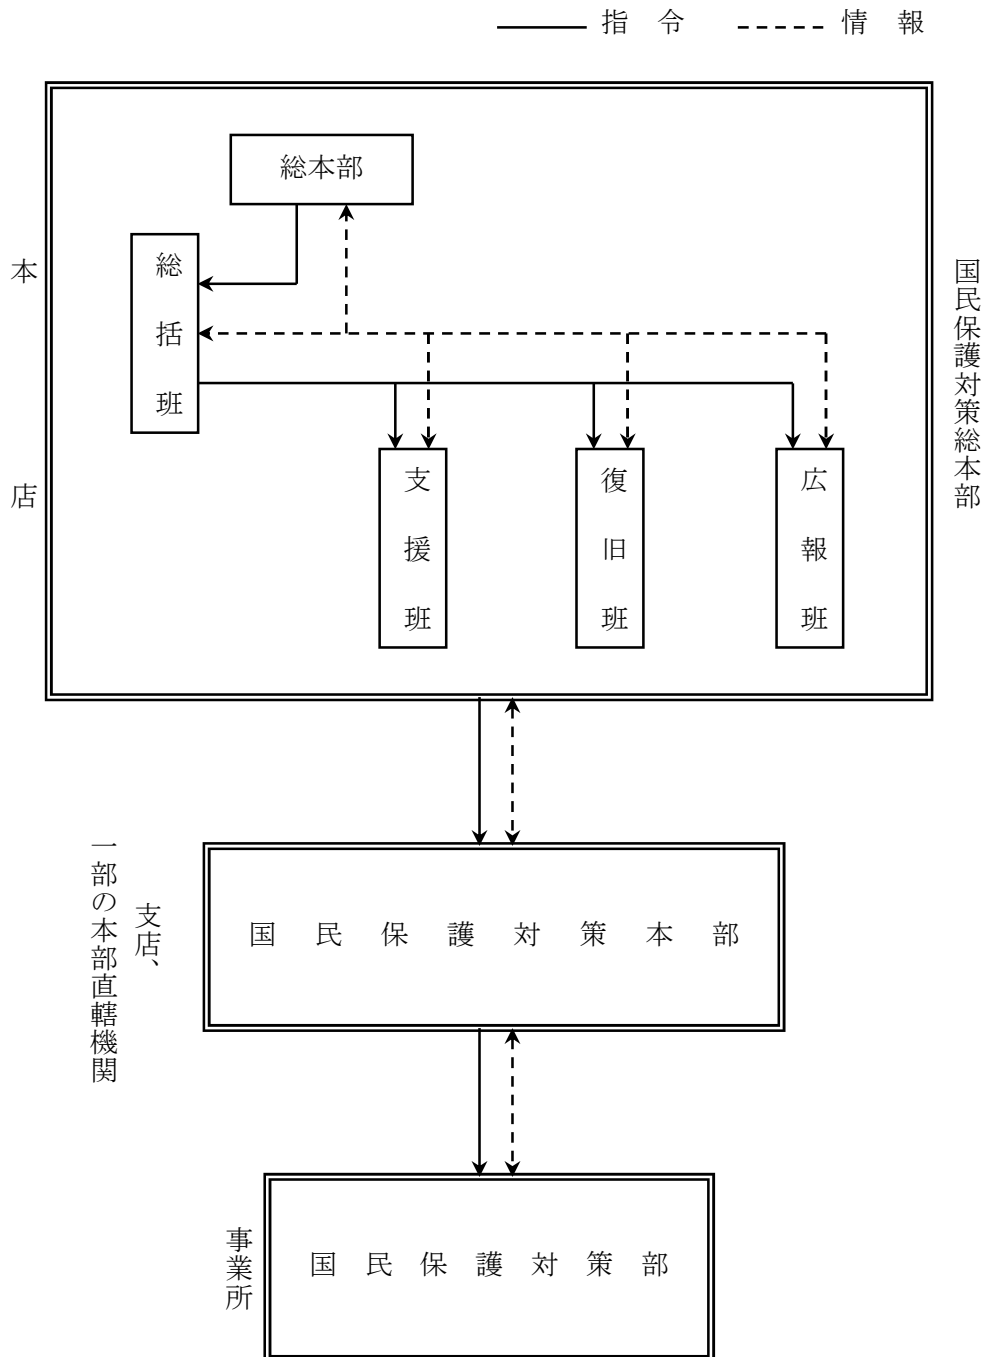 指令
情報
本店
国民保護対策総本部
総本部
総括班
支援班
復旧班
広報班
支店、
一部の本部直轄機関
国民保護対策本部
事業所
国民保護対策部